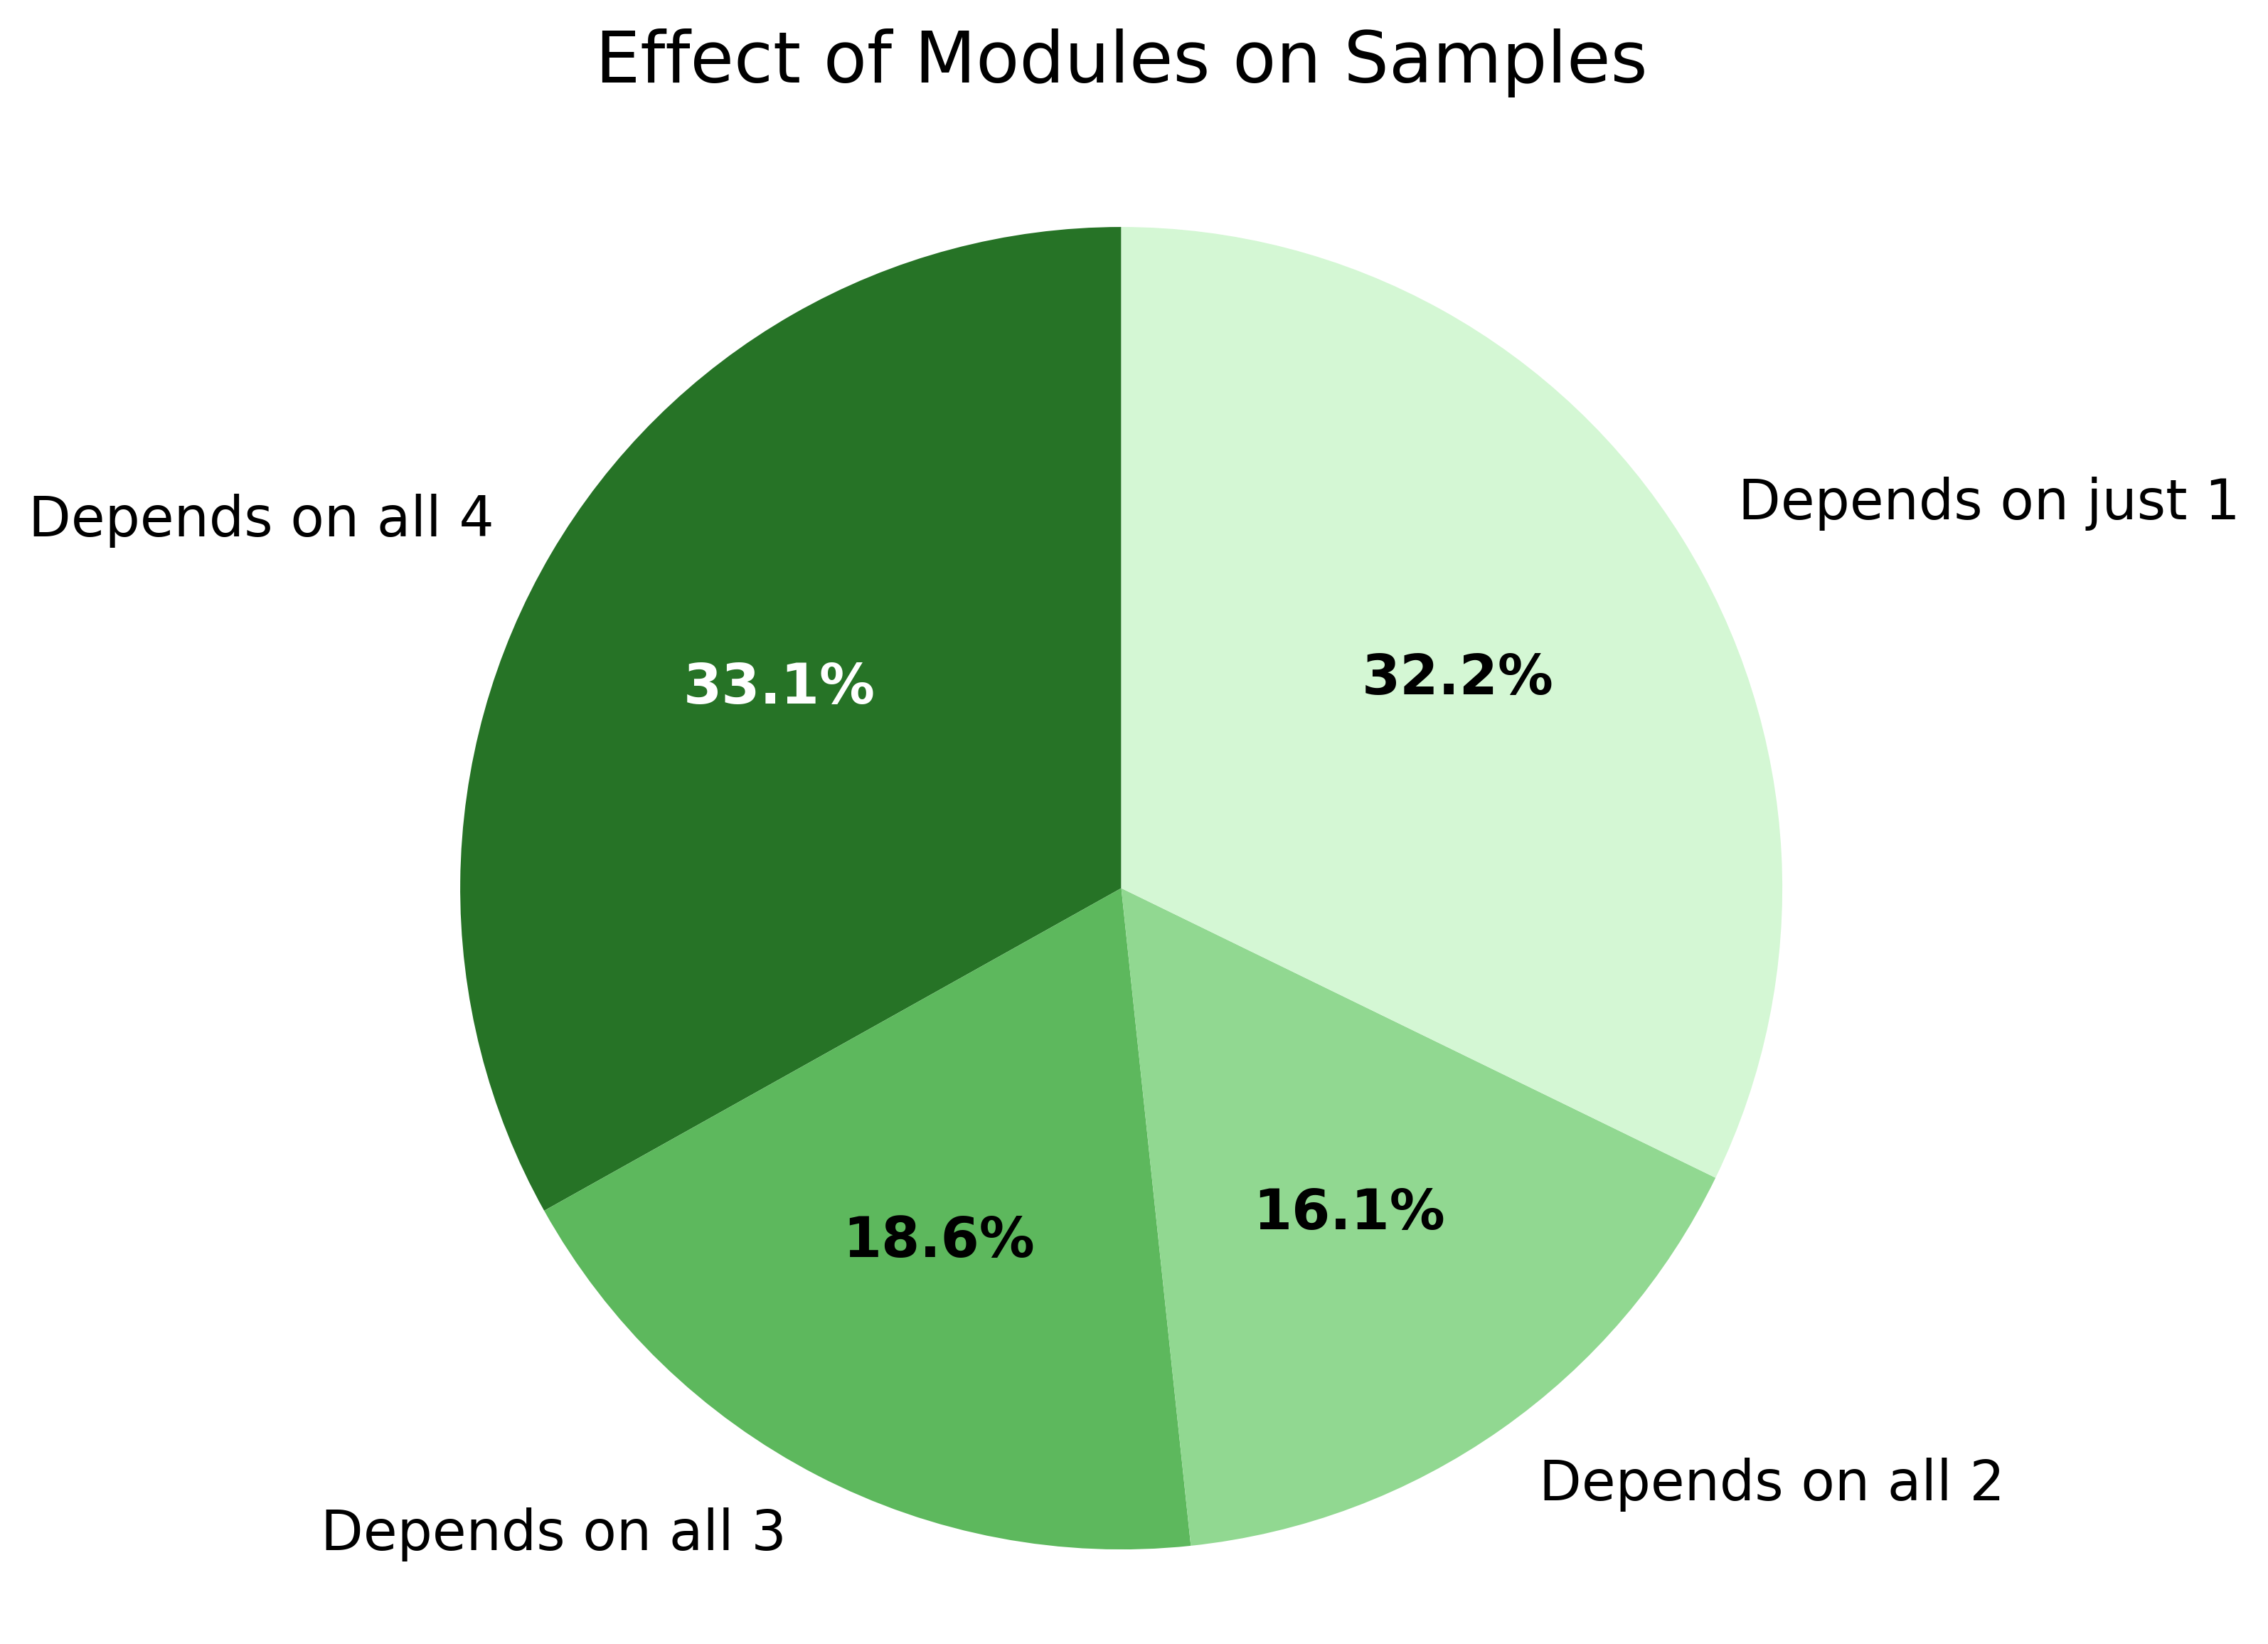 Effect of Modules on Samples
Depends on just 1
Depends on all 4
32.2%
33.1%
16.1%
18.6%
Depends on all 2
Depends on all 3